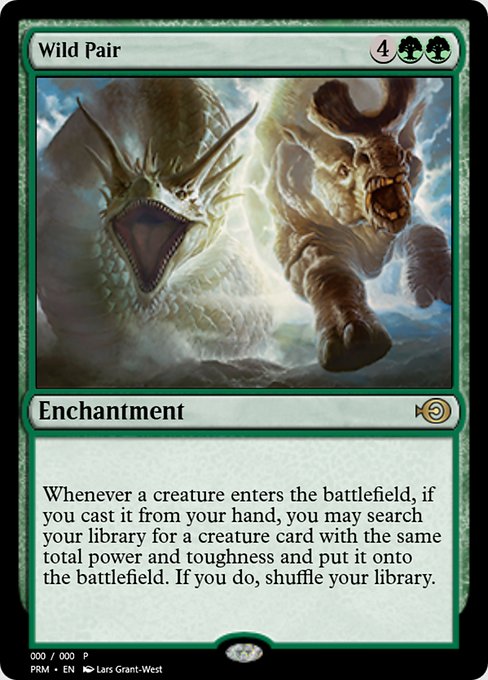 Wild Pair 4
Enchantment
Whenever a creature enters the battlefield, if
you cast it from your hand, you may search
your library for a creature card with the same
total power and toughness and put it onto
the battlefield. If you do, shuffle your library.
000 / 000 P
PRM • EN Lars Grant-West